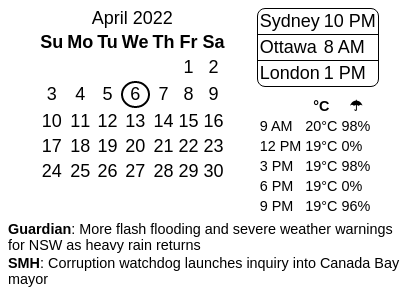 April 2022
Su Mo Tu We Th Fr Sa
1 2
3 4 5 6 7 8 9
10 11 12 13 14 15 16
17 18 19 20 21 22 23
24 25 26 27 28 29 30
Sydney 10 PM
Ottawa 8 AM
London 1 PM
°C ☂
9 AM 20°C 98%
12 PM 19°C 0%
3 PM 19°C 98%
6 PM 19°C 0%
9 PM 19°C 96%
Guardian: More flash flooding and severe weather warnings
for NSW as heavy rain returns
SMH: Corruption watchdog launches inquiry into Canada Bay
mayor